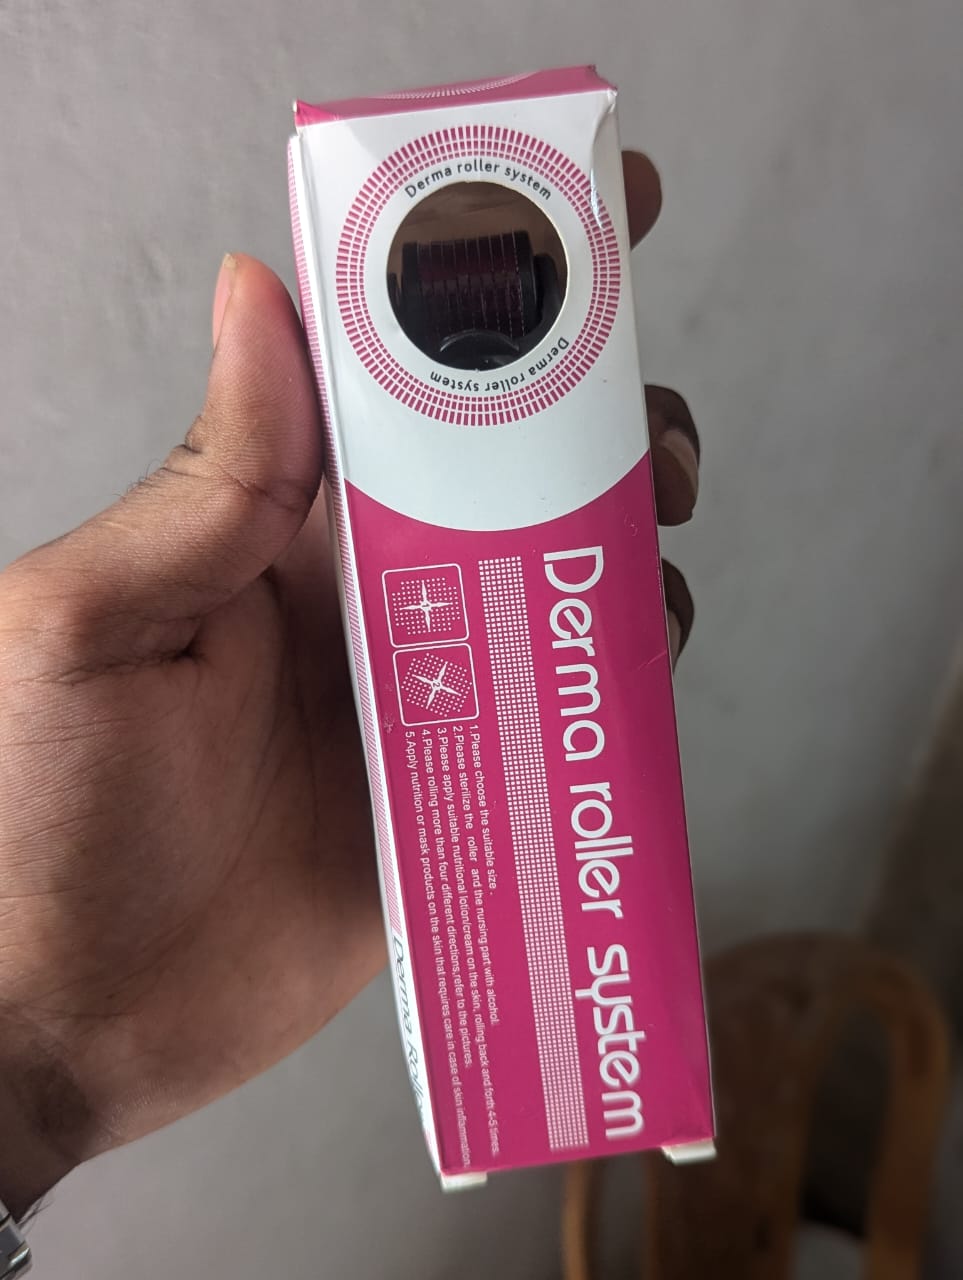 Derma roller system
Derma roller system
Derma roller system
1.Please choose the suitable size -
2.Please sterilize the roller and the nursing part with alcohol.
3.Please apply suitable nutritional lotion/cream on the skin, rolling back and forth 4-5 times.
4.Please rolling more than four different directions,refer to the pictures.
5.Apply nutrition or mask products on the skin that requires care in case of skin inflammation.
1
2
Derma Roller